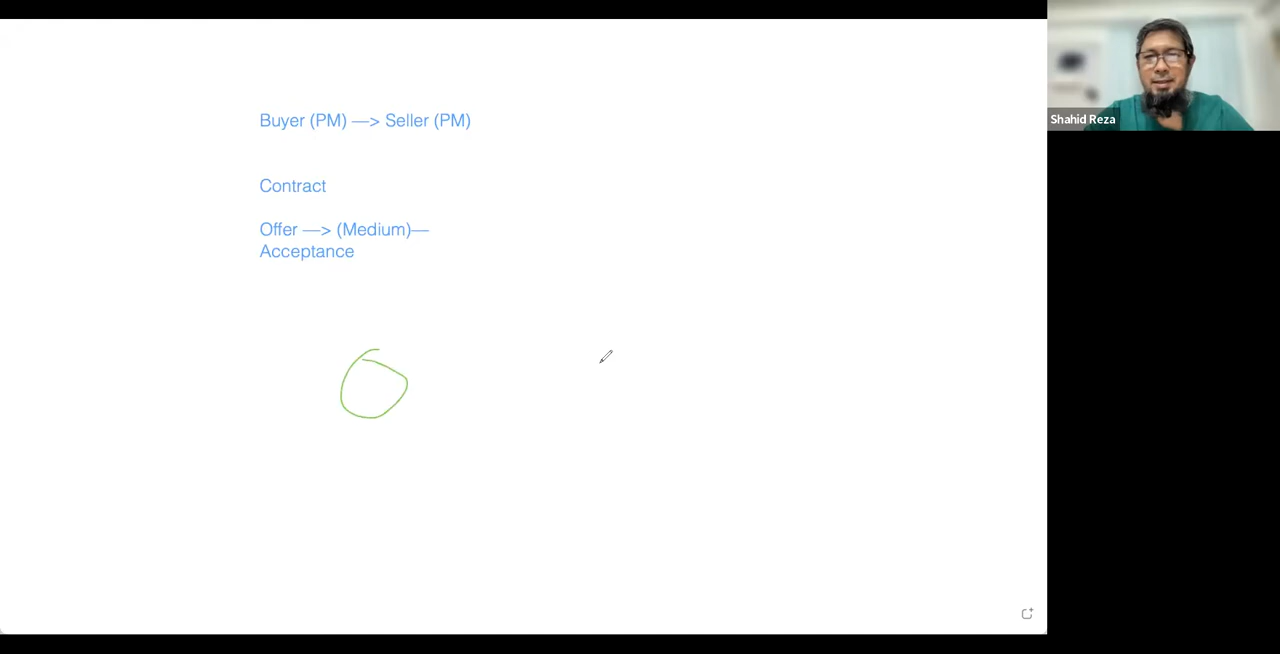 Buyer (PM) —> Seller (PM)
Contract
Offer —> (Medium)—
Acceptance
Shahid Reza